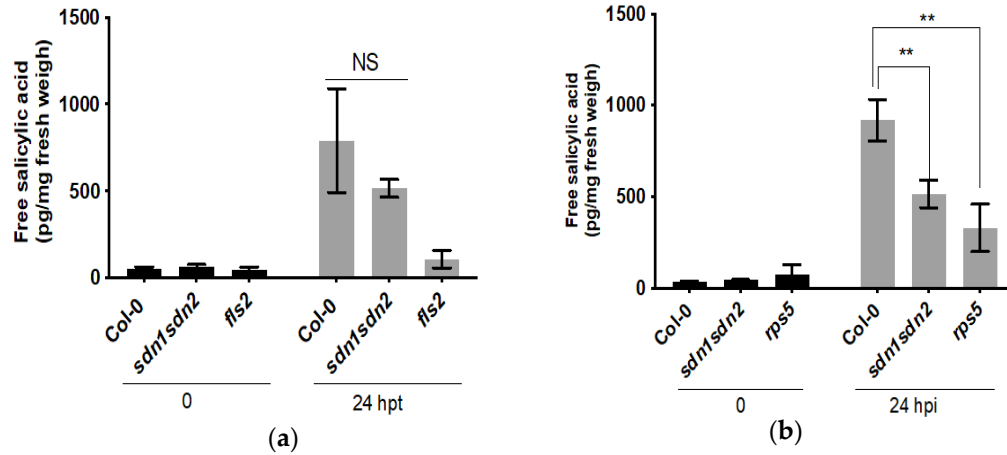 1500
1000
500
0
Free salicylic acid
(pg/mg fresh weigh)
NS
Col-0
sdn1sdn2
fls2
Col-0
sdn1sdn2
fls2
0
24 hpt
(a)
1500
1000
500
0
Free salicylic acid
(pg/mg fresh weigh)
**
**
Col-0
sdn1sdn2
rps5
Col-0
sdn1sdn2
rps5
0
24 hpi
(b)